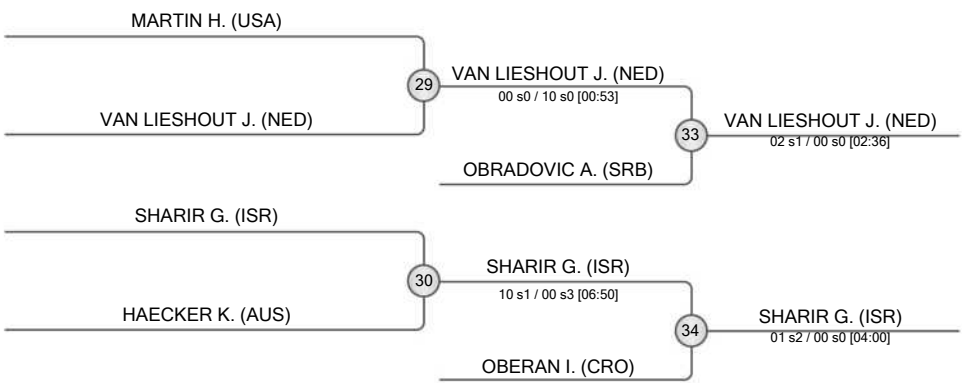 MARTIN H. (USA)
29
VAN LIESHOUT J. (NED)
00 s0 / 10 s0 [00:53]
VAN LIESHOUT J. (NED)
33
VAN LIESHOUT J. (NED)
02 s1 / 00 s0 [02:36]
OBRADOVIC A. (SRB)
SHARIR G. (ISR)
30
SHARIR G. (ISR)
10 s1 / 00 s3 [06:50]
HAECKER K. (AUS)
34
SHARIR G. (ISR)
01 s2 / 00 s0 [04:00]
OBERAN I. (CRO)